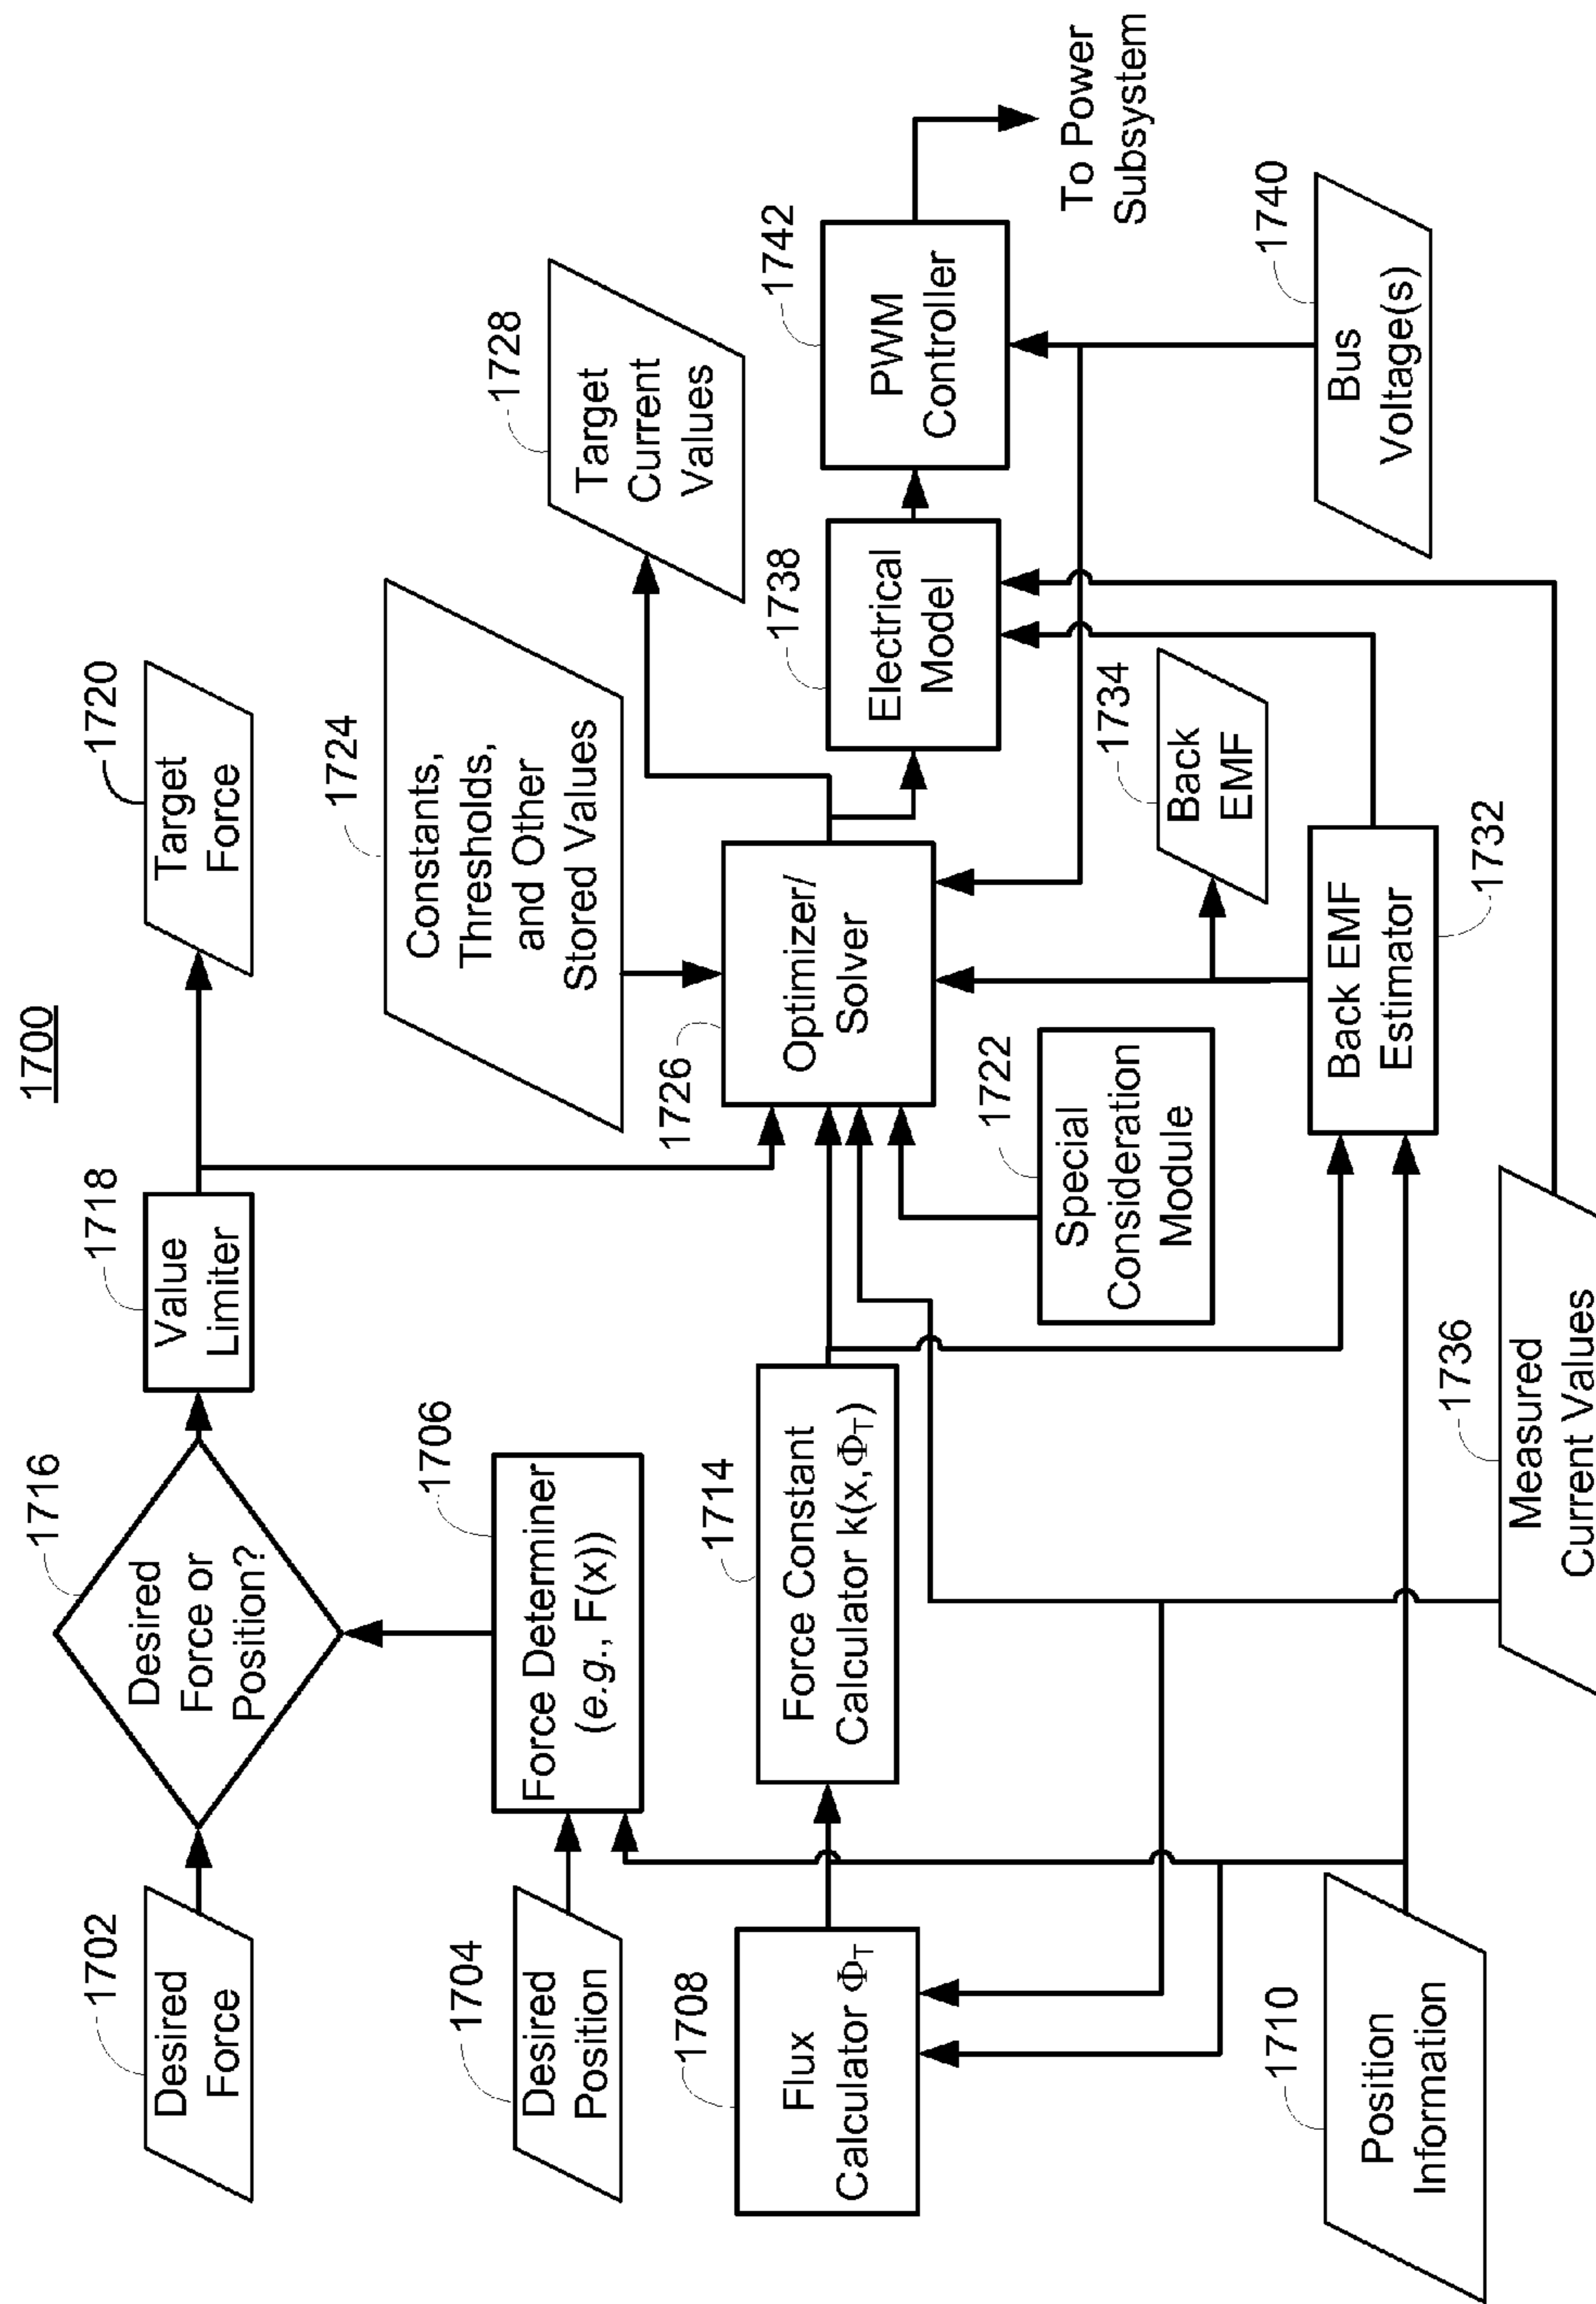 1700
1702
Desired
Force
1716
Desired
Force or
Position?
1718
Value
Limiter
1720
Target
Force
1704
Desired
Position
1706
Force Determiner
(e.g., F(x))
1724
Constants,
Thresholds,
and Other
Stored Values
1728
Target
Current
Values
1708
Flux
Calculator Φ_T
1714
Force Constant
Calculator k(x,Φ_T)
1726
Optimizer/
Solver
1738
Electrical
Model
1742
PWM
Controller
To Power
Subsystem
1722
Special
Consideration
Module
1734
Back
EMF
1740
Bus
Voltage(s)
1710
Position
Information
Back EMF
Estimator
1732
1736
Measured
Current Values